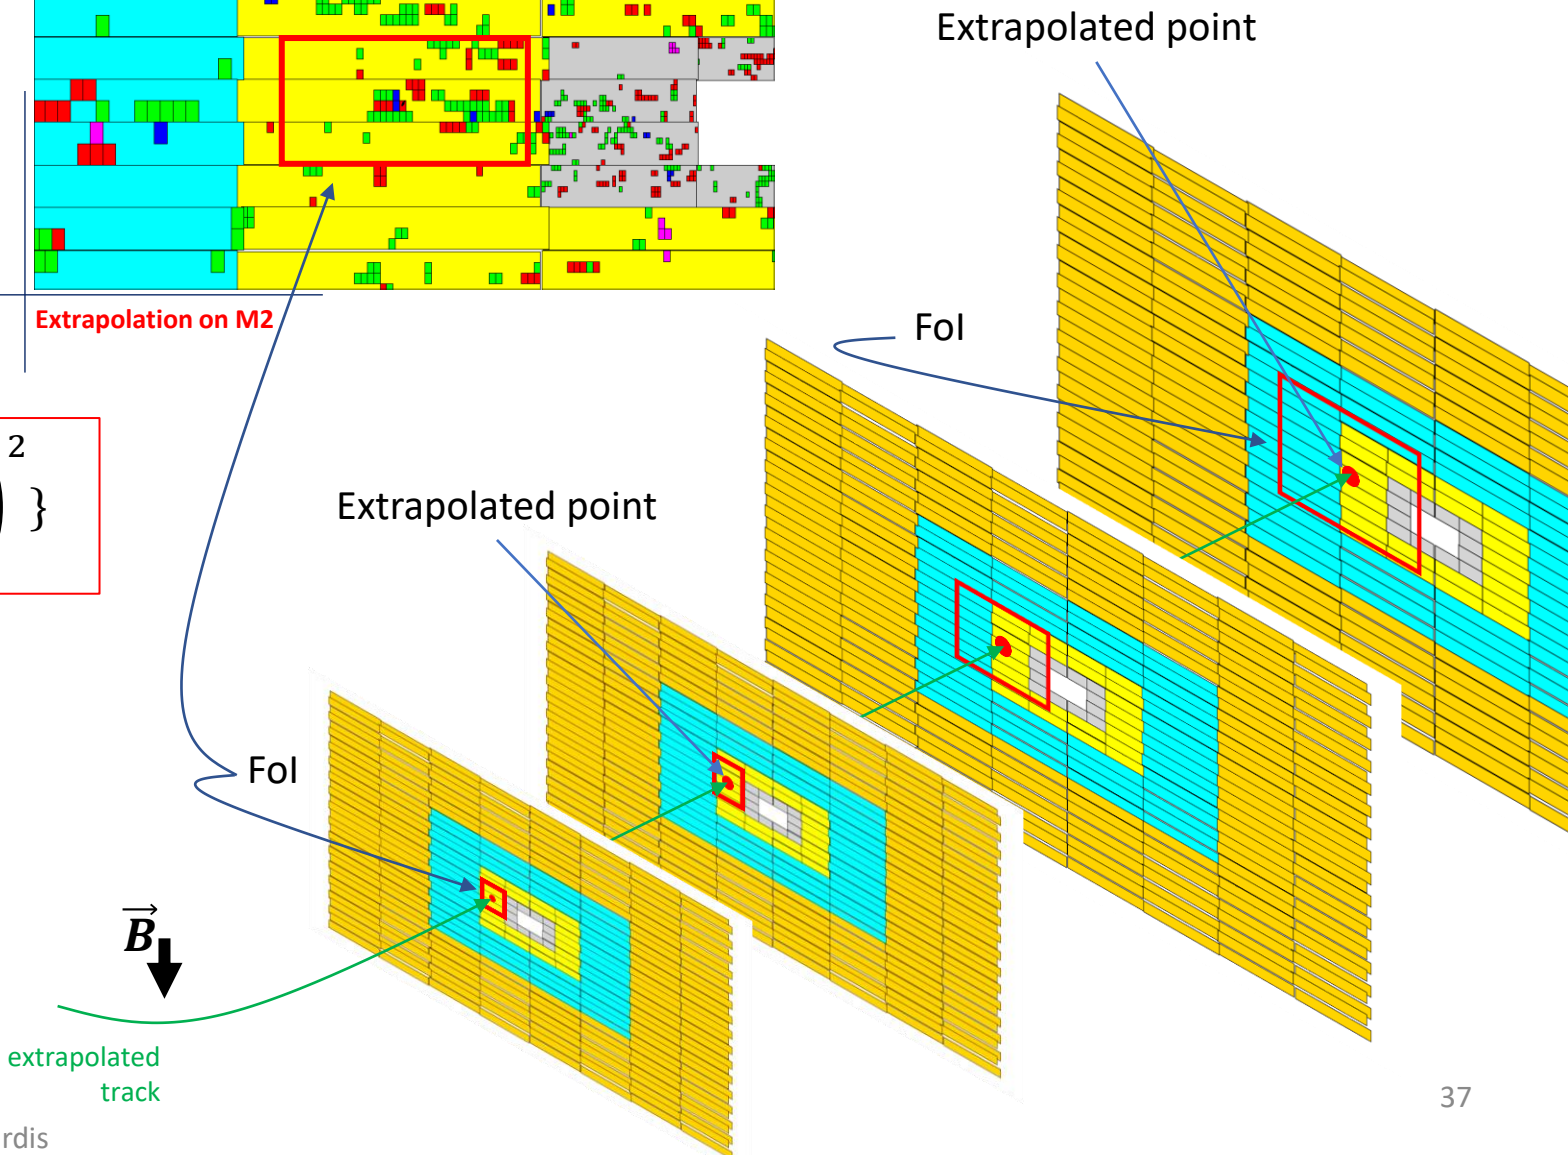 Extrapolated point
Extrapolation on M2
FoI
2
) }
Extrapolated point
FoI
B
extrapolated
track
37
rdis